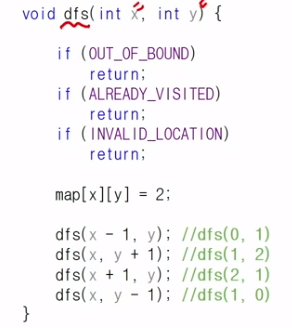 void dfs(int x, int y) {
if (OUT_OF_BOUND)
return;
if (ALREADY_VISITED)
return;
if (INVALID_LOCATION)
return;
map[x][y] = 2;
dfs(x - 1, y); //dfs(0, 1)
dfs(x, y + 1); //dfs(1, 2)
dfs(x + 1, y); //dfs(2, 1)
dfs(x, y - 1); //dfs(1, 0)
}